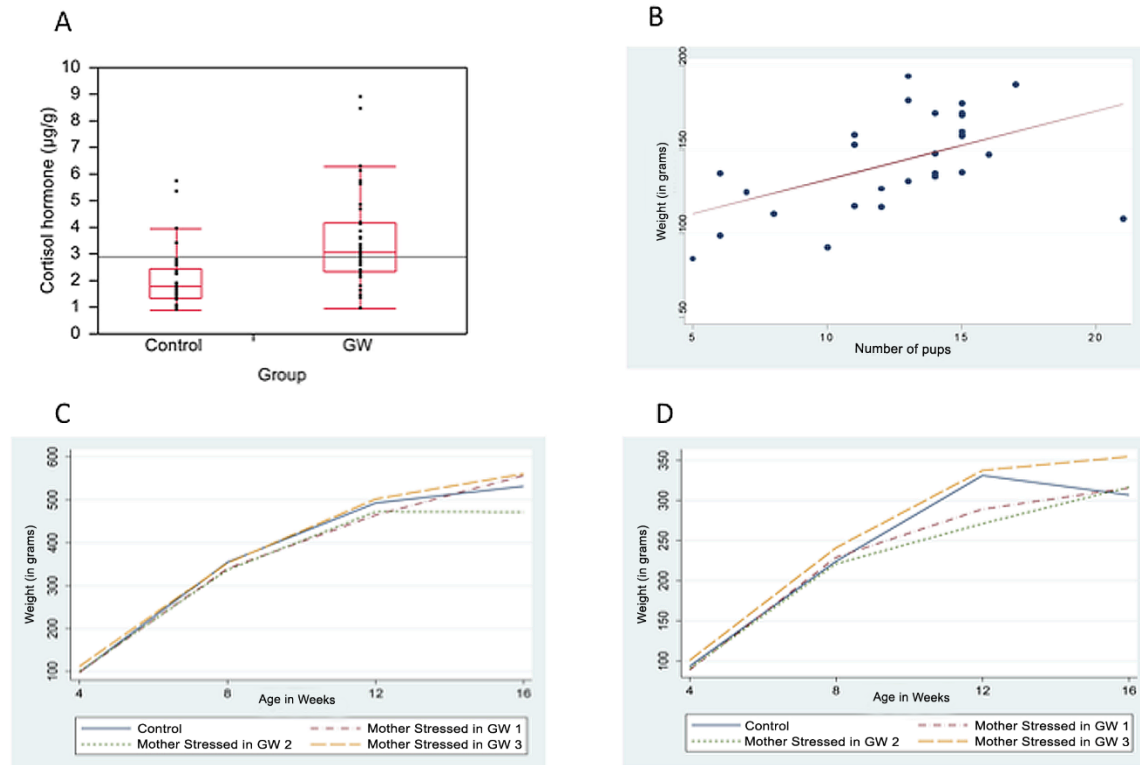 A
Cortisol hormone (µg/g)
10
9
8
7
6
5
4
3
2
1
0
Control
GW
Group
B
Weight (in grams)
200
150
100
50
5
10
15
20
Number of pups
C
Weight (in grams)
600
500
400
300
200
100
4
8
12
16
Age in Weeks
Control
Mother Stressed in GW 1
Mother Stressed in GW 2
Mother Stressed in GW 3
D
Weight (in grams)
350
300
250
200
150
100
4
8
12
16
Age in Weeks
Control
Mother Stressed in GW 1
Mother Stressed in GW 2
Mother Stressed in GW 3